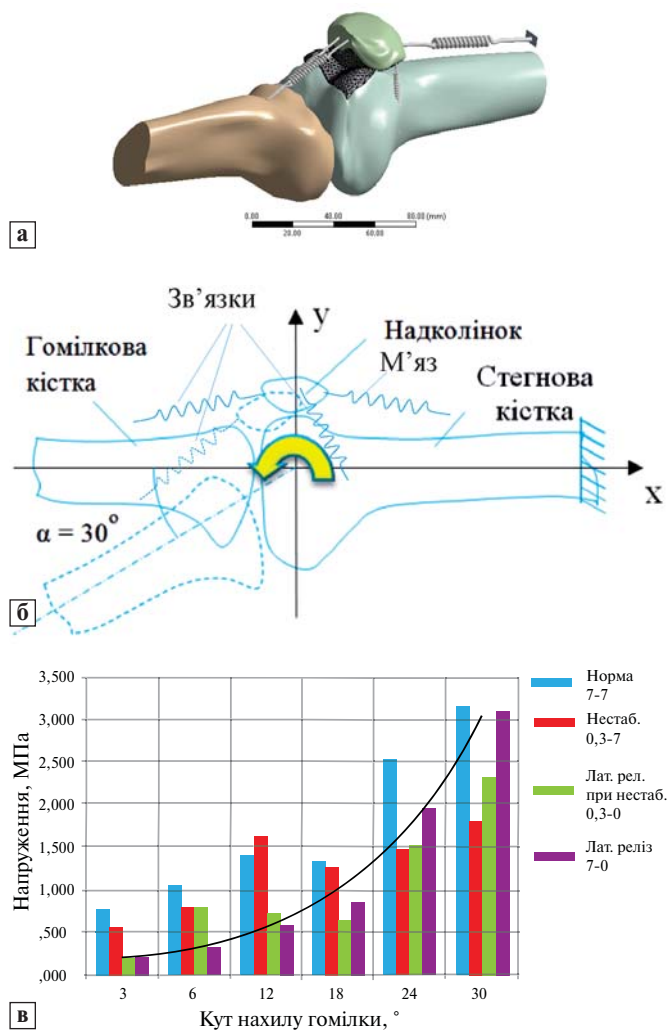 0.00
40.00
80.00 (mm)
20.00
60.00
а
Зв’язки
y
Гомілкова
кістка
Надколінок
М’яз
Стегнова
кістка
x
α = 30°
б
Напруження, МПа
3,500
3,000
2,500
2,000
1,500
1,000
,500
,000
3
6
12
18
24
30
Кут нахилу гомілки, °
Норма
7-7
Нестаб.
0,3-7
Лат. рел.
при нестаб.
0,3-0
Лат. реліз
7-0
в